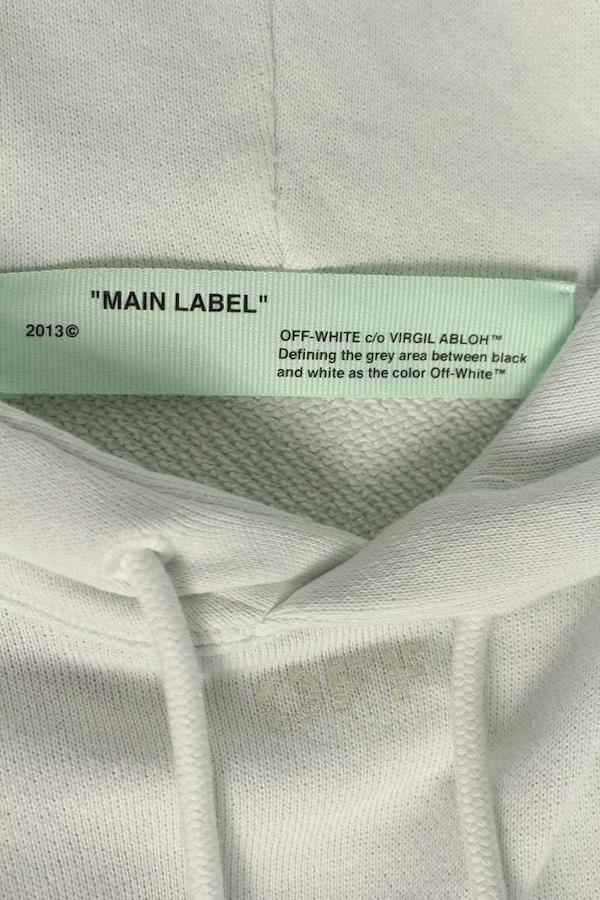 "MAIN LABEL"
2013©
OFF-WHITE c/o VIRGIL ABLOH™
Defining the grey area between black
and white as the color Off-White™
OFF